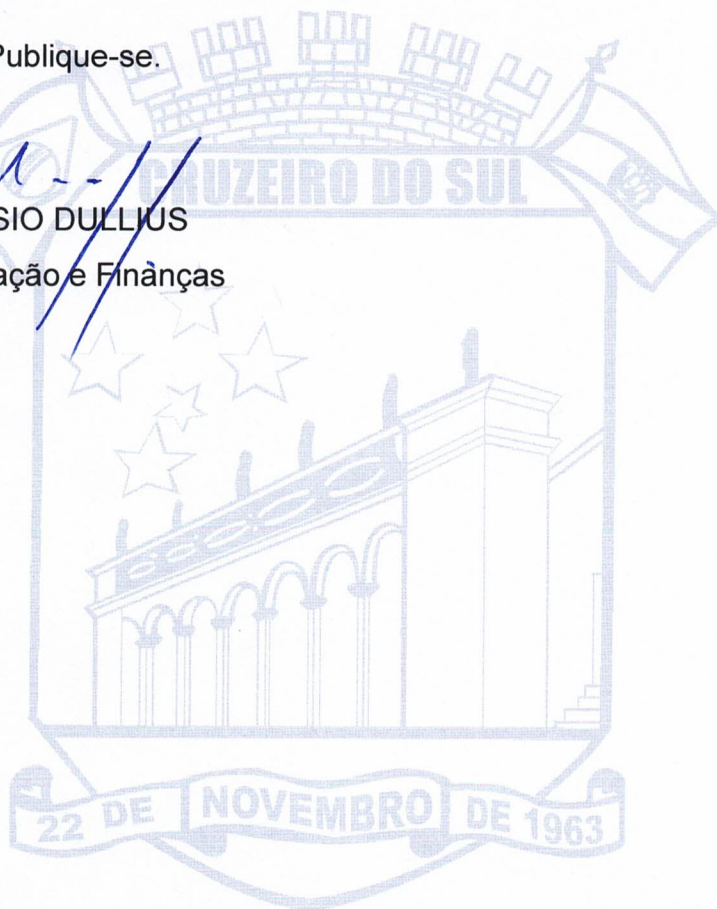 Publique-se.
CRUZEIRO DO SUL
SIO DULLIUS
ação e Finanças
22 DE NOVEMBRO DE 1963